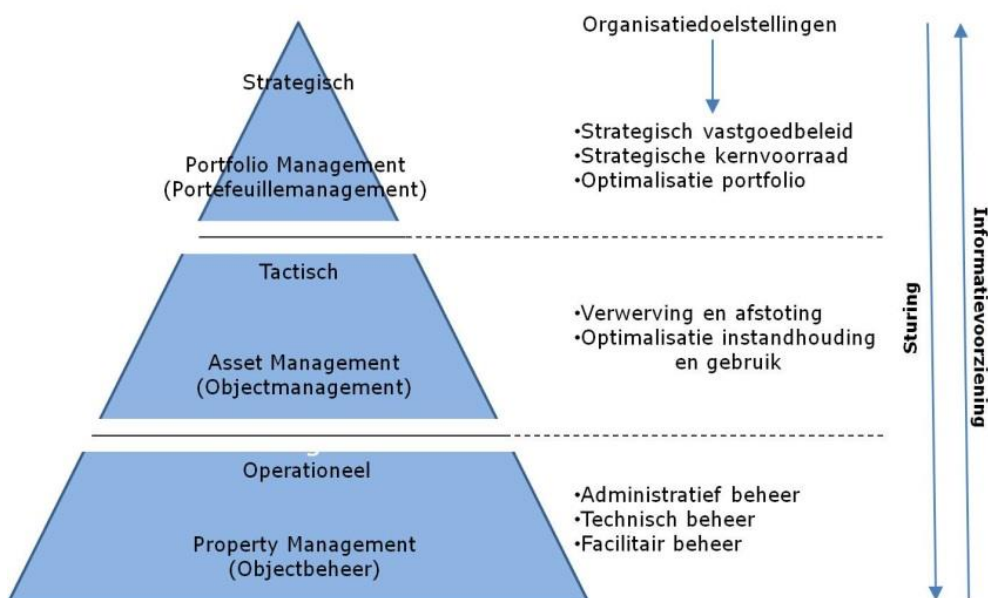 Strategisch
Portfolio Management
(Portefeuillemanagement)
Organisatiedoelstellingen
•Strategisch vastgoedbeleid
•Strategische kernvoorraad
•Optimalisatie portfolio
Tactisch
Asset Management
(Objectmanagement)
•Verwerving en afstoting
•Optimalisatie instandhouding
en gebruik
Operationeel
Property Management
(Objectbeheer)
•Administratief beheer
•Technisch beheer
•Facilitair beheer
Sturing
Informatievoorziening